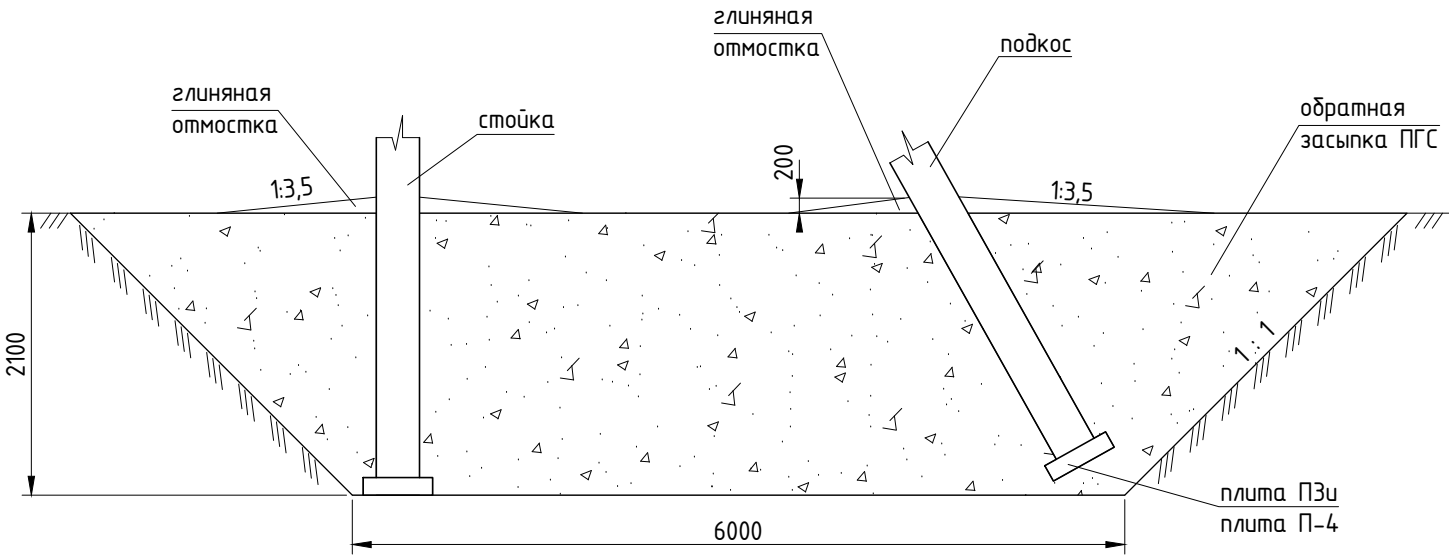 глиняная
отмостка
подкос
глиняная
отмостка
стойка
обратная
засыпка ПГС
200
1:3,5
1:3,5
2100
1:1
плита П3и
плита П-4
6000